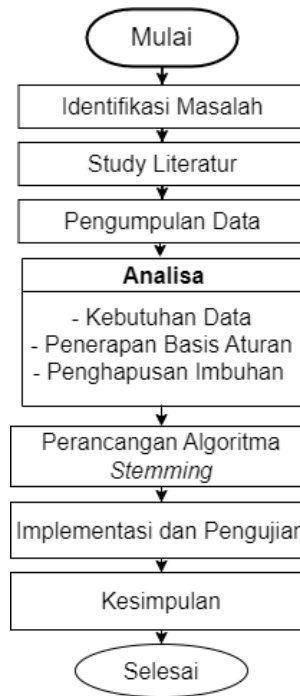 Mulai
Identifikasi Masalah
Study Literatur
Pengumpulan Data
Analisa
- Kebutuhan Data
- Penerapan Basis Aturan
- Penghapusan Imbuhan
Perancangan Algoritma
Stemming
Implementasi dan Pengujian
Kesimpulan
Selesai